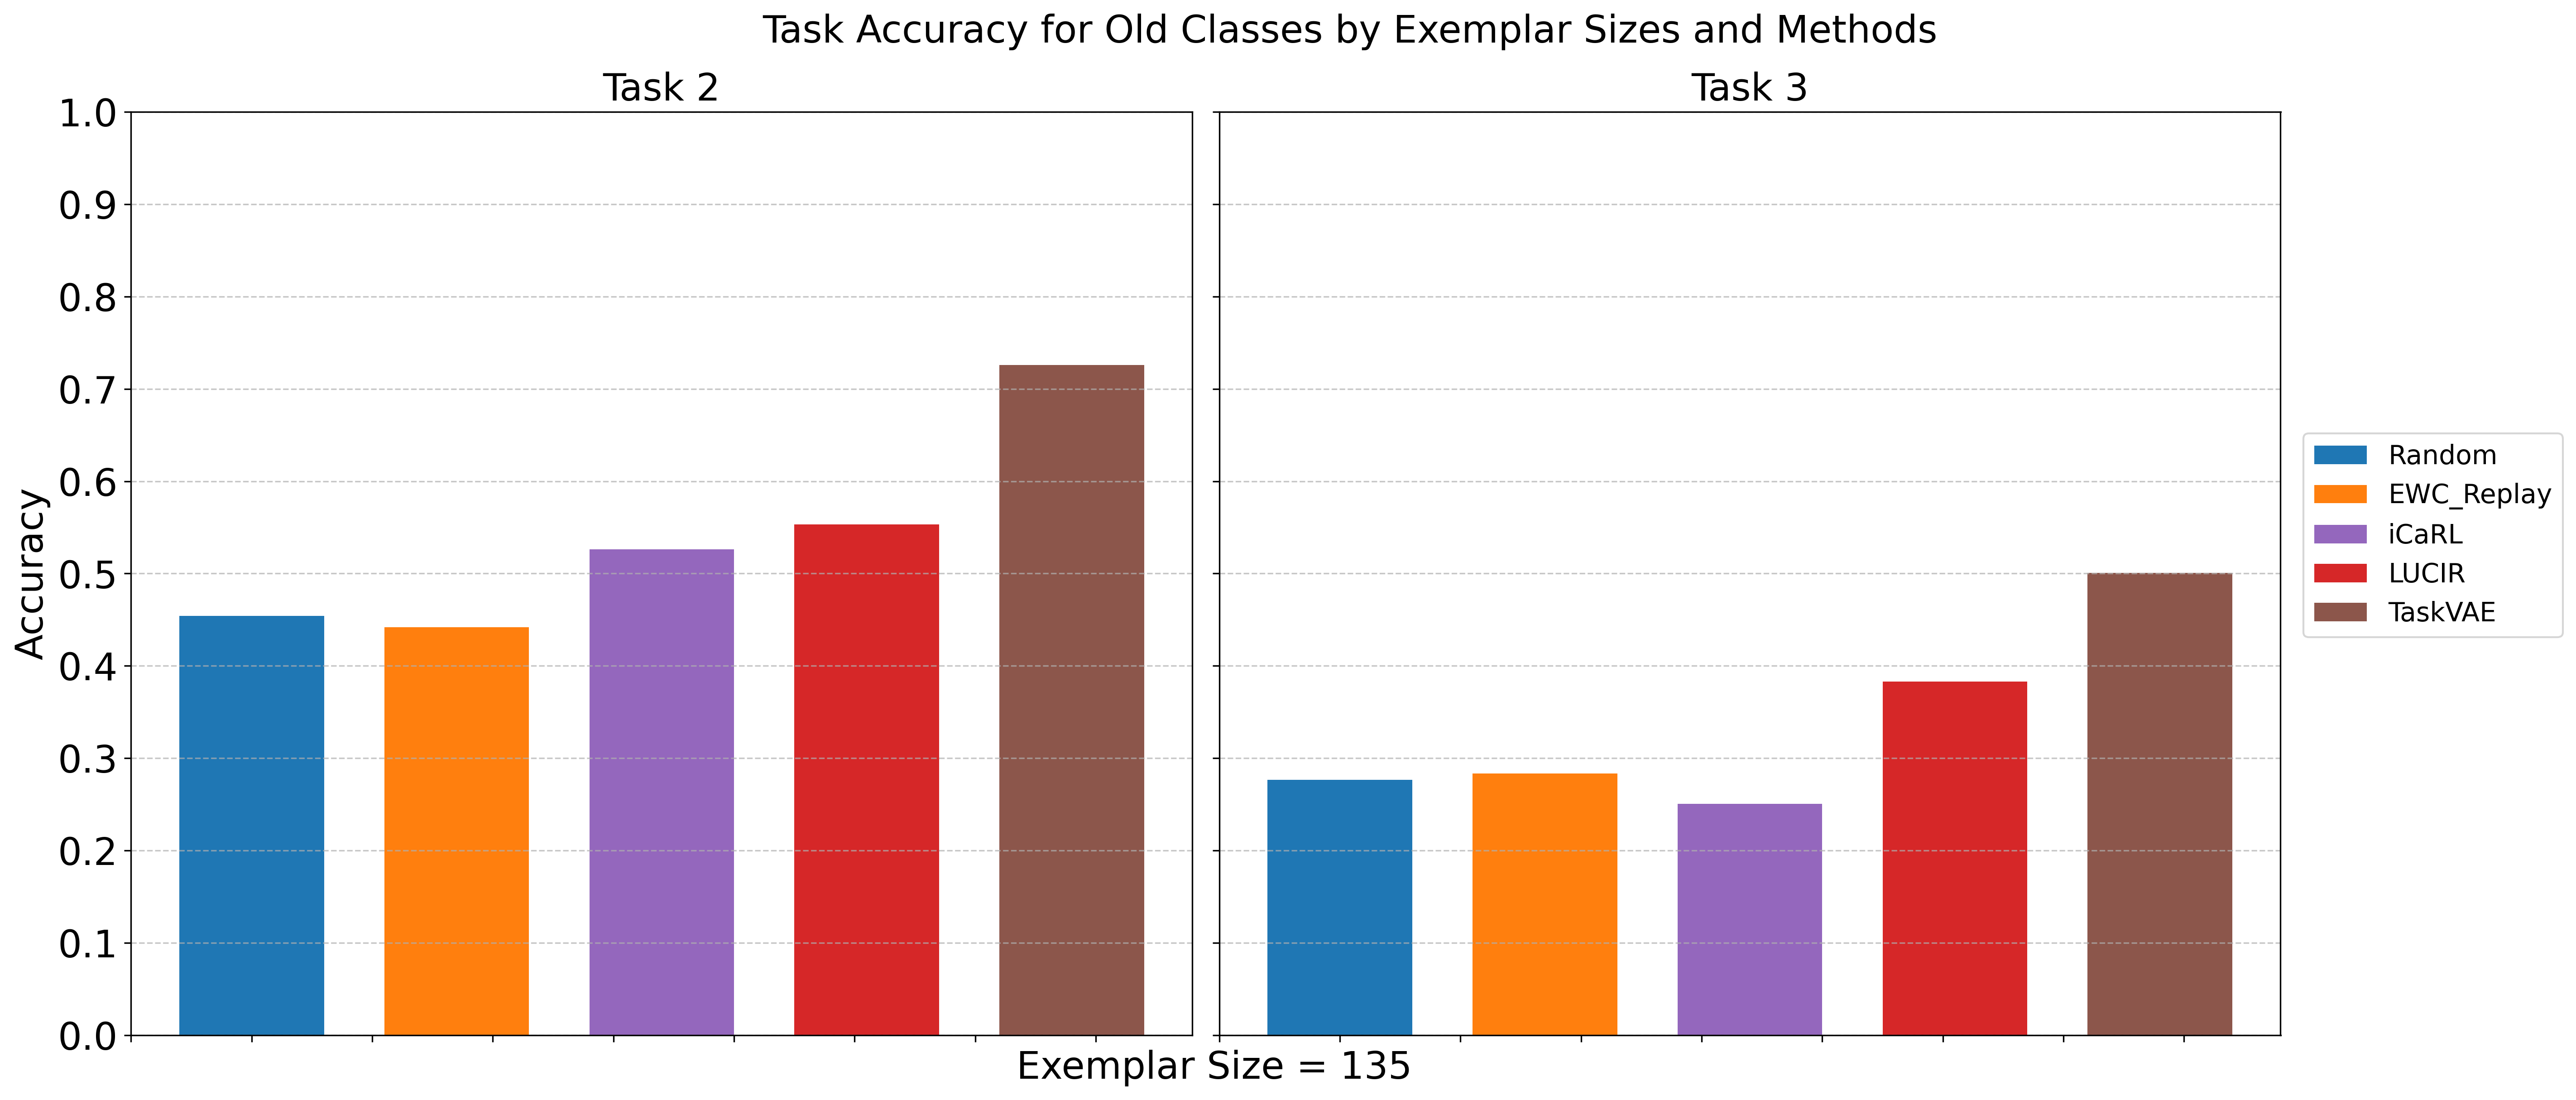 Task Accuracy for Old Classes by Exemplar Sizes and Methods
Task 2
Task 3
1.0
0.9
0.8
0.7
0.6
0.5
0.4
0.3
0.2
0.1
0.0
Accuracy
Exemplar Size = 135
Random
EWC_Replay
iCaRL
LUCIR
TaskVAE